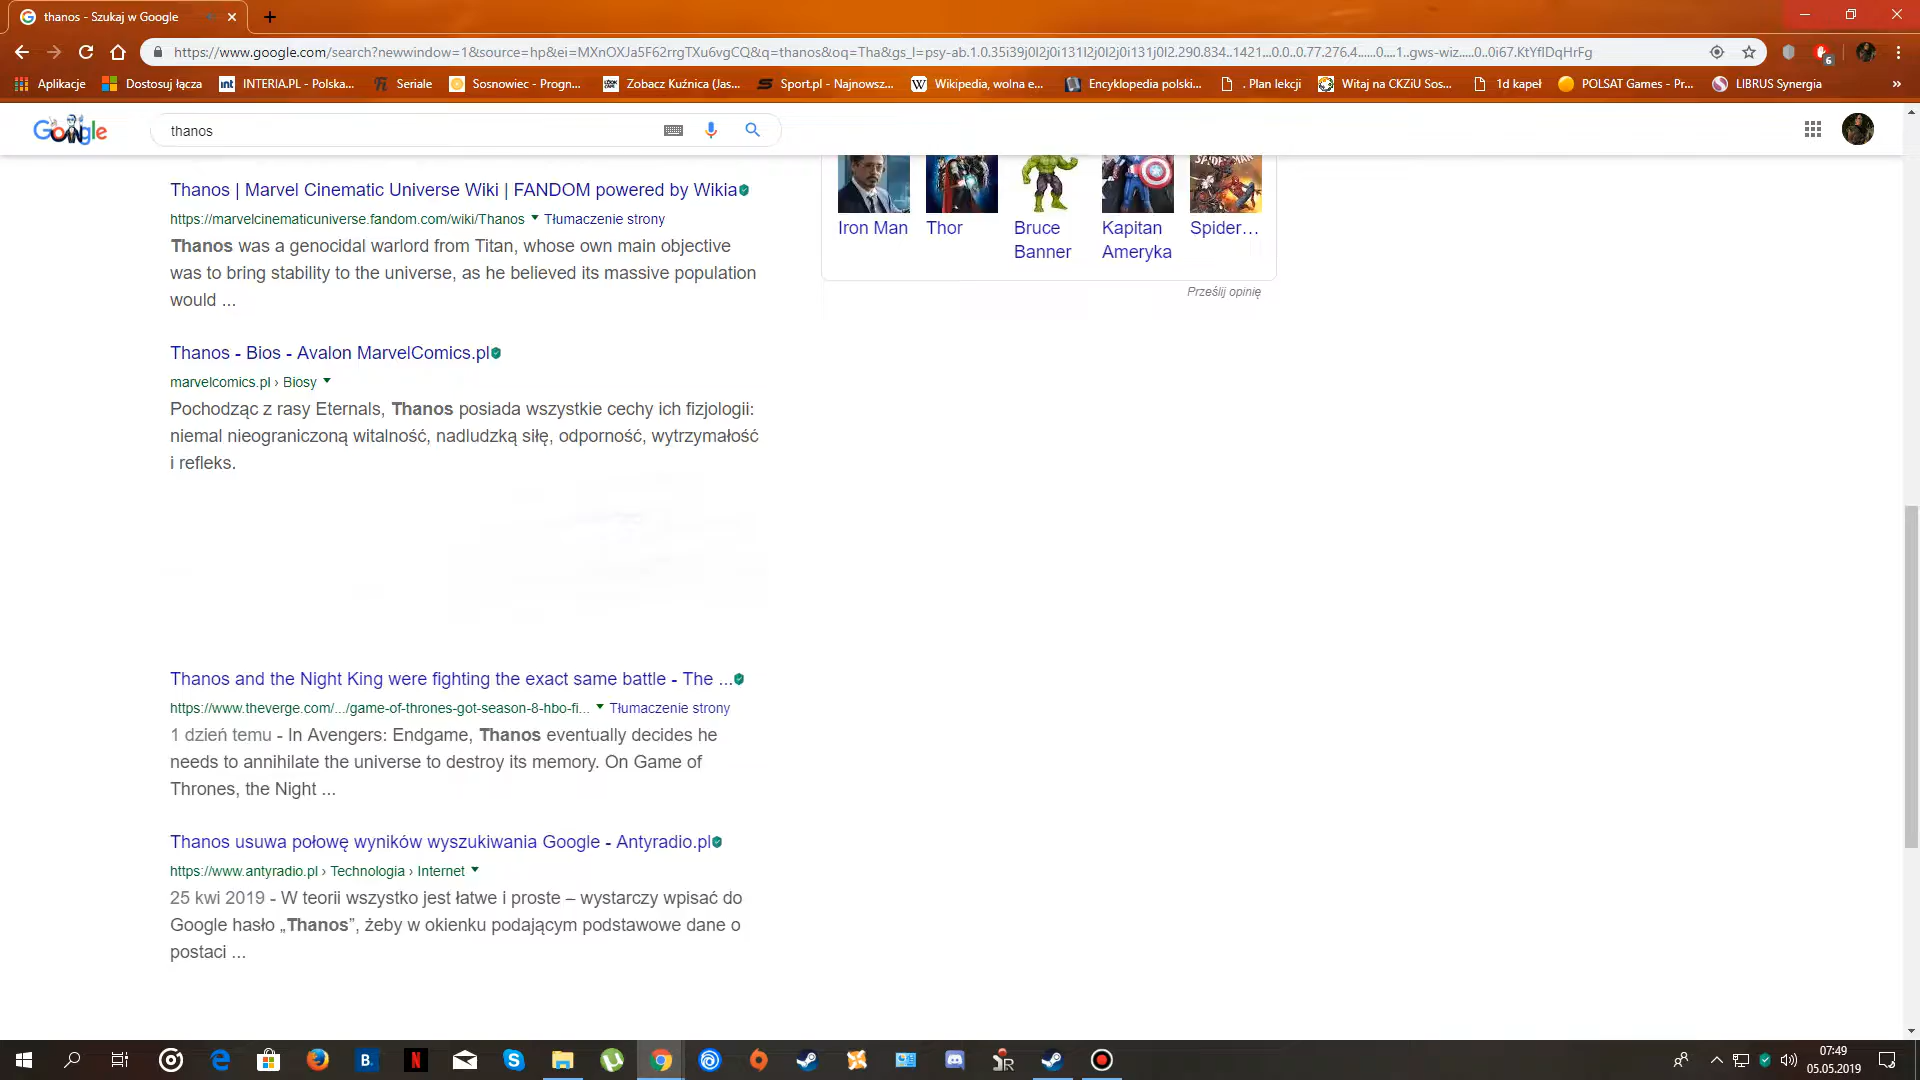 thanos - Szukaj w Google
https://www.google.com/search?newwindow=1&source=hp&ei=MXnOXJa5F62rrgTXu6vgCQ&q=thanos&oq=Tha&gs_l=psy-ab.1.0.35i39j0l2j0i131l2j0l2j0i131j0l2.290.834..1421...0.0..0.77.276.4......0....1..gws-wiz.....0..0i67.KtYflDqHrFg
6
Aplikacje
Dostosuj łącza
int INTERIA.PL - Polska...
Seriale
Sosnowiec - Progn...
Zobacz Kuźnica (Jas...
Sport.pl - Najnowsz...
W Wikipedia, wolna e...
Encyklopedia polski...
. Plan lekcji
Witaj na CKZiU Sos...
1d kapeł
POLSAT Games - Pr...
LIBRUS Synergia
»
Google
thanos
Thanos | Marvel Cinematic Universe Wiki | FANDOM powered by Wikia
https://marvelcinematicuniverse.fandom.com/wiki/Thanos Tłumaczenie strony
Thanos was a genocidal warlord from Titan, whose own main objective
was to bring stability to the universe, as he believed its massive population
would ...
Thanos - Bios - Avalon MarvelComics.pl
marvelcomics.pl › Biosy
Pochodząc z rasy Eternals, Thanos posiada wszystkie cechy ich fizjologii:
niemal nieograniczoną witalność, nadludzką siłę, odporność, wytrzymałość
i refleks.
Thanos and the Night King were fighting the exact same battle - The ...
https://www.theverge.com/.../game-of-thrones-got-season-8-hbo-fi... Tłumaczenie strony
1 dzień temu - In Avengers: Endgame, Thanos eventually decides he
needs to annihilate the universe to destroy its memory. On Game of
Thrones, the Night ...
Thanos usuwa połowę wyników wyszukiwania Google - Antyradio.pl
https://www.antyradio.pl › Technologia › Internet
25 kwi 2019 - W teorii wszystko jest łatwe i proste – wystarczy wpisać do
Google hasło „Thanos”, żeby w okienku podającym podstawowe dane o
postaci ...
SPIDER-MAN
Iron Man
Thor
Bruce
Banner
Kapitan
Ameryka
Spider...
Prześlij opinię
B.
N
S
07:49
05.05.2019